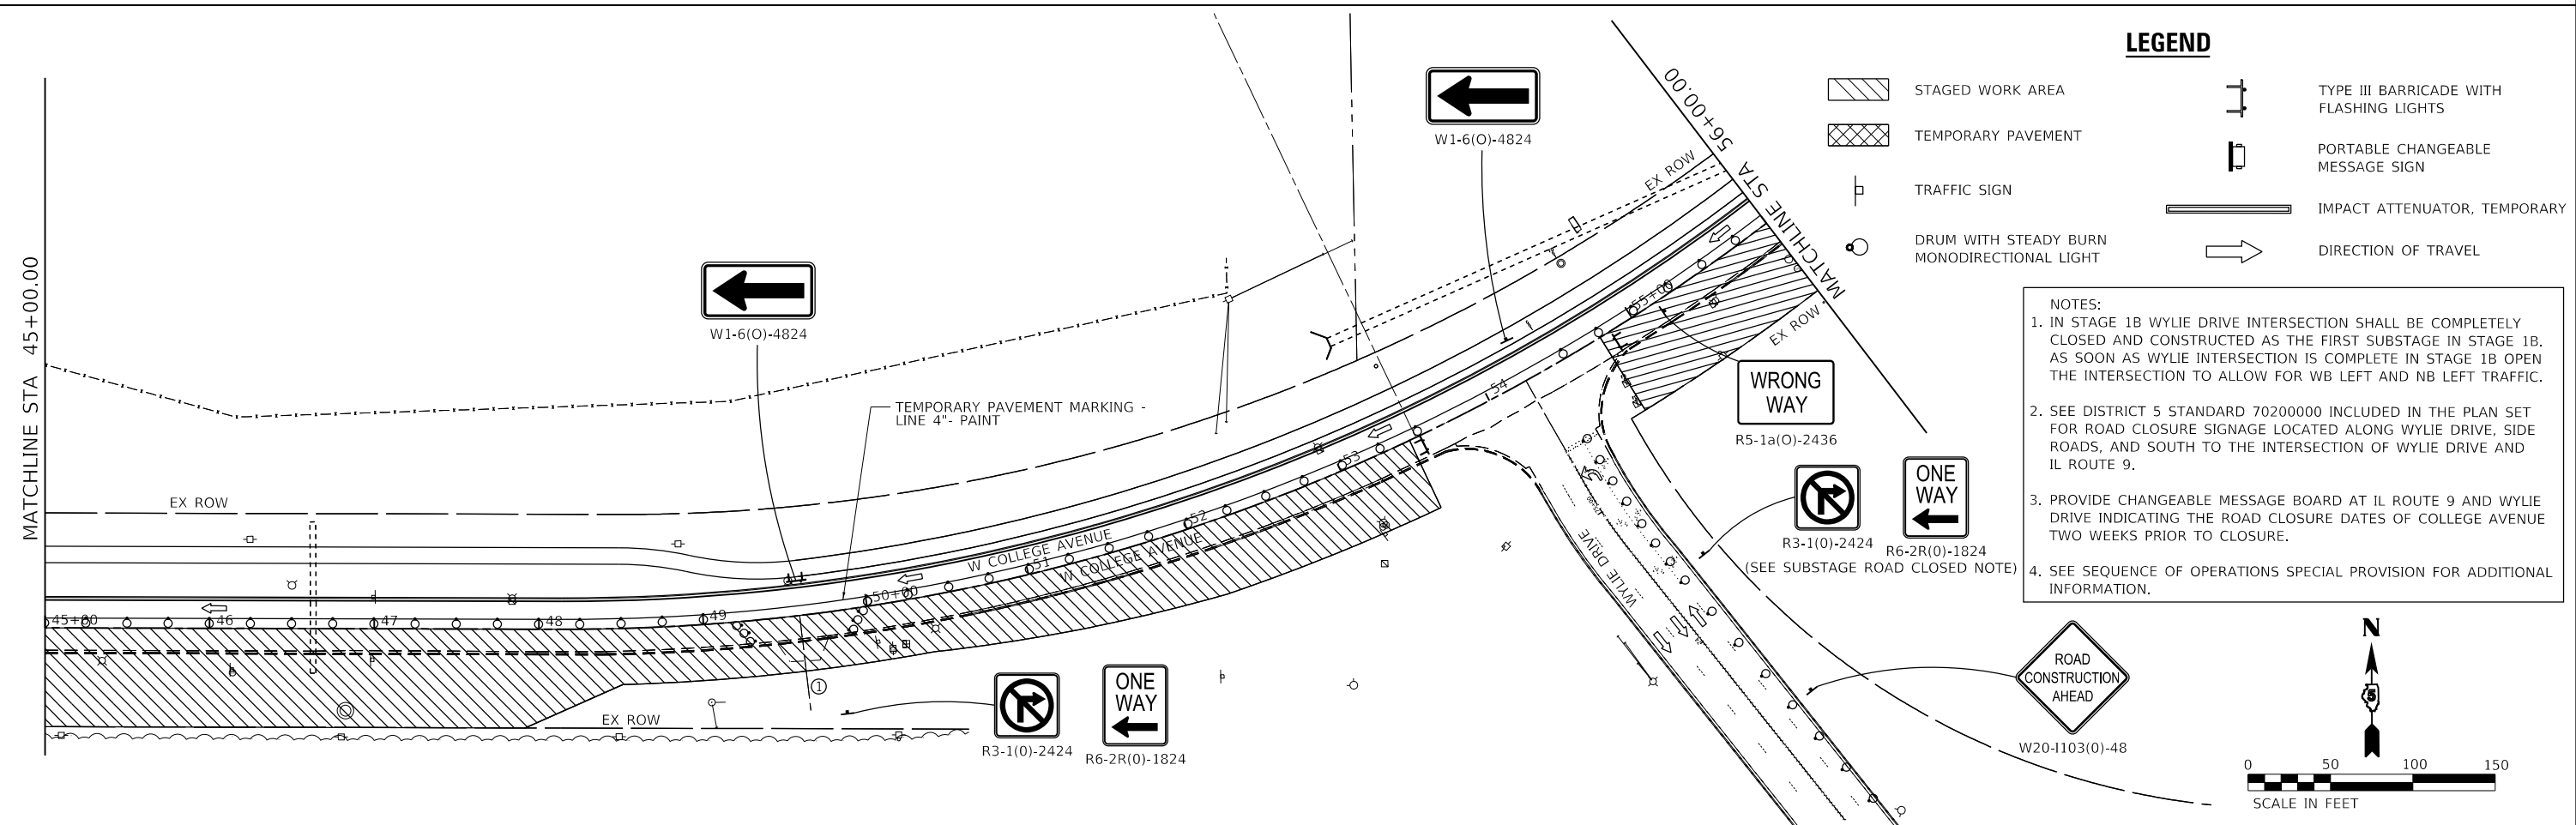 LEGEND
STAGED WORK AREA
TEMPORARY PAVEMENT
TRAFFIC SIGN
DRUM WITH STEADY BURN
MONODIRECTIONAL LIGHT
TYPE III BARRICADE WITH
FLASHING LIGHTS
PORTABLE CHANGEABLE
MESSAGE SIGN
IMPACT ATTENUATOR, TEMPORARY
DIRECTION OF TRAVEL
NOTES:
1. IN STAGE 1B WYLIE DRIVE INTERSECTION SHALL BE COMPLETELY
CLOSED AND CONSTRUCTED AS THE FIRST SUBSTAGE IN STAGE 1B.
AS SOON AS WYLIE INTERSECTION IS COMPLETE IN STAGE 1B OPEN
THE INTERSECTION TO ALLOW FOR WB LEFT AND NB LEFT TRAFFIC.
2. SEE DISTRICT 5 STANDARD 70200000 INCLUDED IN THE PLAN SET
FOR ROAD CLOSURE SIGNAGE LOCATED ALONG WYLIE DRIVE, SIDE
ROADS, AND SOUTH TO THE INTERSECTION OF WYLIE DRIVE AND
IL ROUTE 9.
3. PROVIDE CHANGEABLE MESSAGE BOARD AT IL ROUTE 9 AND WYLIE
DRIVE INDICATING THE ROAD CLOSURE DATES OF COLLEGE AVENUE
TWO WEEKS PRIOR TO CLOSURE.
4. SEE SEQUENCE OF OPERATIONS SPECIAL PROVISION FOR ADDITIONAL
INFORMATION.
MATCHLINE STA 45+00.00
MATCHLINE STA 56+00.00
W1-6(O)-4824
W1-6(O)-4824
EX ROW
EX ROW
EX ROW
EX ROW
TEMPORARY PAVEMENT MARKING -
LINE 4"- PAINT
W COLLEGE AVENUE
W COLLEGE AVENUE
45+00
46
47
48
49
50+00
51
52
53
54
55+00
WYLIE DRIVE
WRONG
WAY
R5-1a(O)-2436
ONE
WAY
R3-1(0)-2424
R6-2R(0)-1824
(SEE SUBSTAGE ROAD CLOSED NOTE)
ROAD
CONSTRUCTION
AHEAD
W20-I103(0)-48
1
ONE
WAY
R3-1(0)-2424
R6-2R(0)-1824
N
5
0 50 100 150
SCALE IN FEET